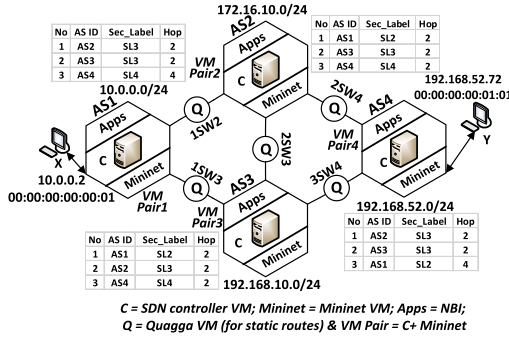 172.16.10.0/24
No AS ID Sec_Label Hop
1 AS2 SL3 2
2 AS3 SL3 2
3 AS4 SL4 4
No AS ID Sec_Label Hop
1 AS1 SL2 2
2 AS3 SL3 2
3 AS4 SL4 2
AS2
Apps
C
Mininet
VM
Pair2
10.0.0.0/24
AS1
Apps
C
Mininet
VM
Pair1
X
10.0.0.2
00:00:00:00:00:01
Q
1SW2
Q
2SW4
Q
2SW3
Q
1SW3
Q
3SW4
192.168.52.72
00:00:00:00:01:01
Y
AS4
Apps
C
Mininet
VM
Pair4
192.168.52.0/24
AS3
Apps
C
Mininet
VM
Pair3
192.168.10.0/24
No AS ID Sec_Label Hop
1 AS1 SL2 2
2 AS2 SL3 2
3 AS4 SL4 2
No AS ID Sec_Label Hop
1 AS2 SL3 2
2 AS3 SL3 2
3 AS1 SL2 4
C = SDN controller VM; Mininet = Mininet VM; Apps = NBI;
Q = Quagga VM (for static routes) & VM Pair = C+ Mininet